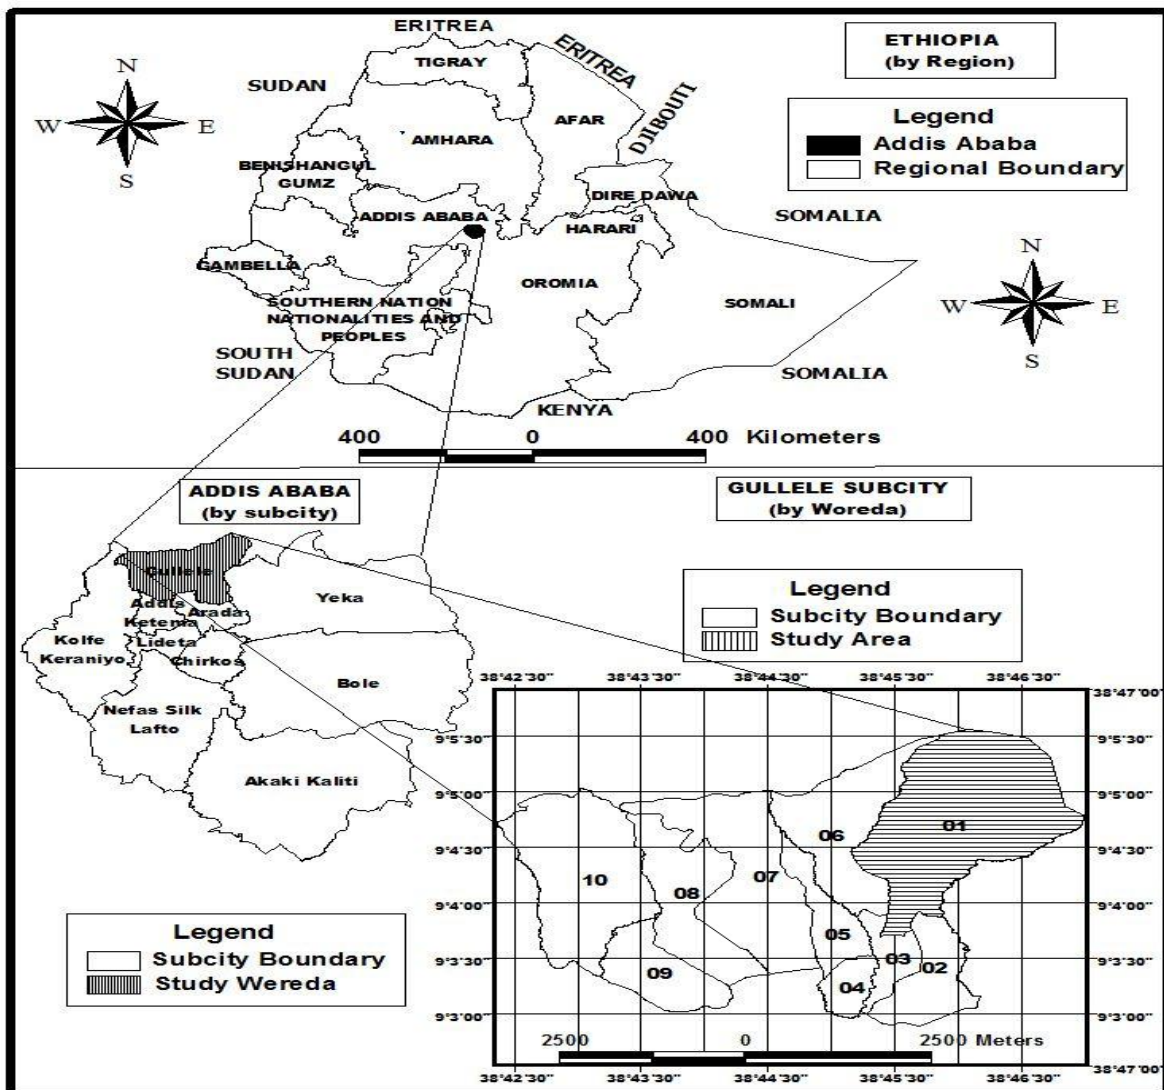 ERITREA
ETHIOPIA
(by Region)
TIGRAY
ERITREA
SUDAN
N
W
E
S
AFAR
DJIBOUTI
AMHARA
Legend
Addis Ababa
Regional Boundary
BENISHANGUL
GUMZ
DIRE DAWA
ADDIS ABABA
SOMALIA
HARARI
GAMBELLA
OROMIA
N
W
E
S
SOUTHERN NATION
NATIONALITIES AND
PEOPLES
SOMALI
SOUTH
SUDAN
SOMALIA
KENYA
400
0
400 Kilometers
ADDIS ABABA
(by subcity)
GULLELE SUBCITY
(by Woreda)
Gullele
Yeka
Addis
Ketema
Arada
Kolfe
Keraniyo
Lideta
Chirkos
Bole
Nefas Silk
Lafto
Akaki Kaliti
Legend
Subcity Boundary
Study Wereda
Legend
Subcity Boundary
Study Area
38°42'30"
38°43'30"
38°44'30"
38°45'30"
38°46'30"
38°47'00"
9°5'30"
9°5'30"
9°5'00"
9°5'00"
06
01
9°4'30"
9°4'30"
10
08
07
9°4'00"
9°4'00"
05
03
02
9°3'30"
9°3'30"
09
04
9°3'00"
9°3'00"
2500
0
2500 Meters
38°42'30"
38°43'30"
38°44'30"
38°45'30"
38°46'30"
38°47'00"